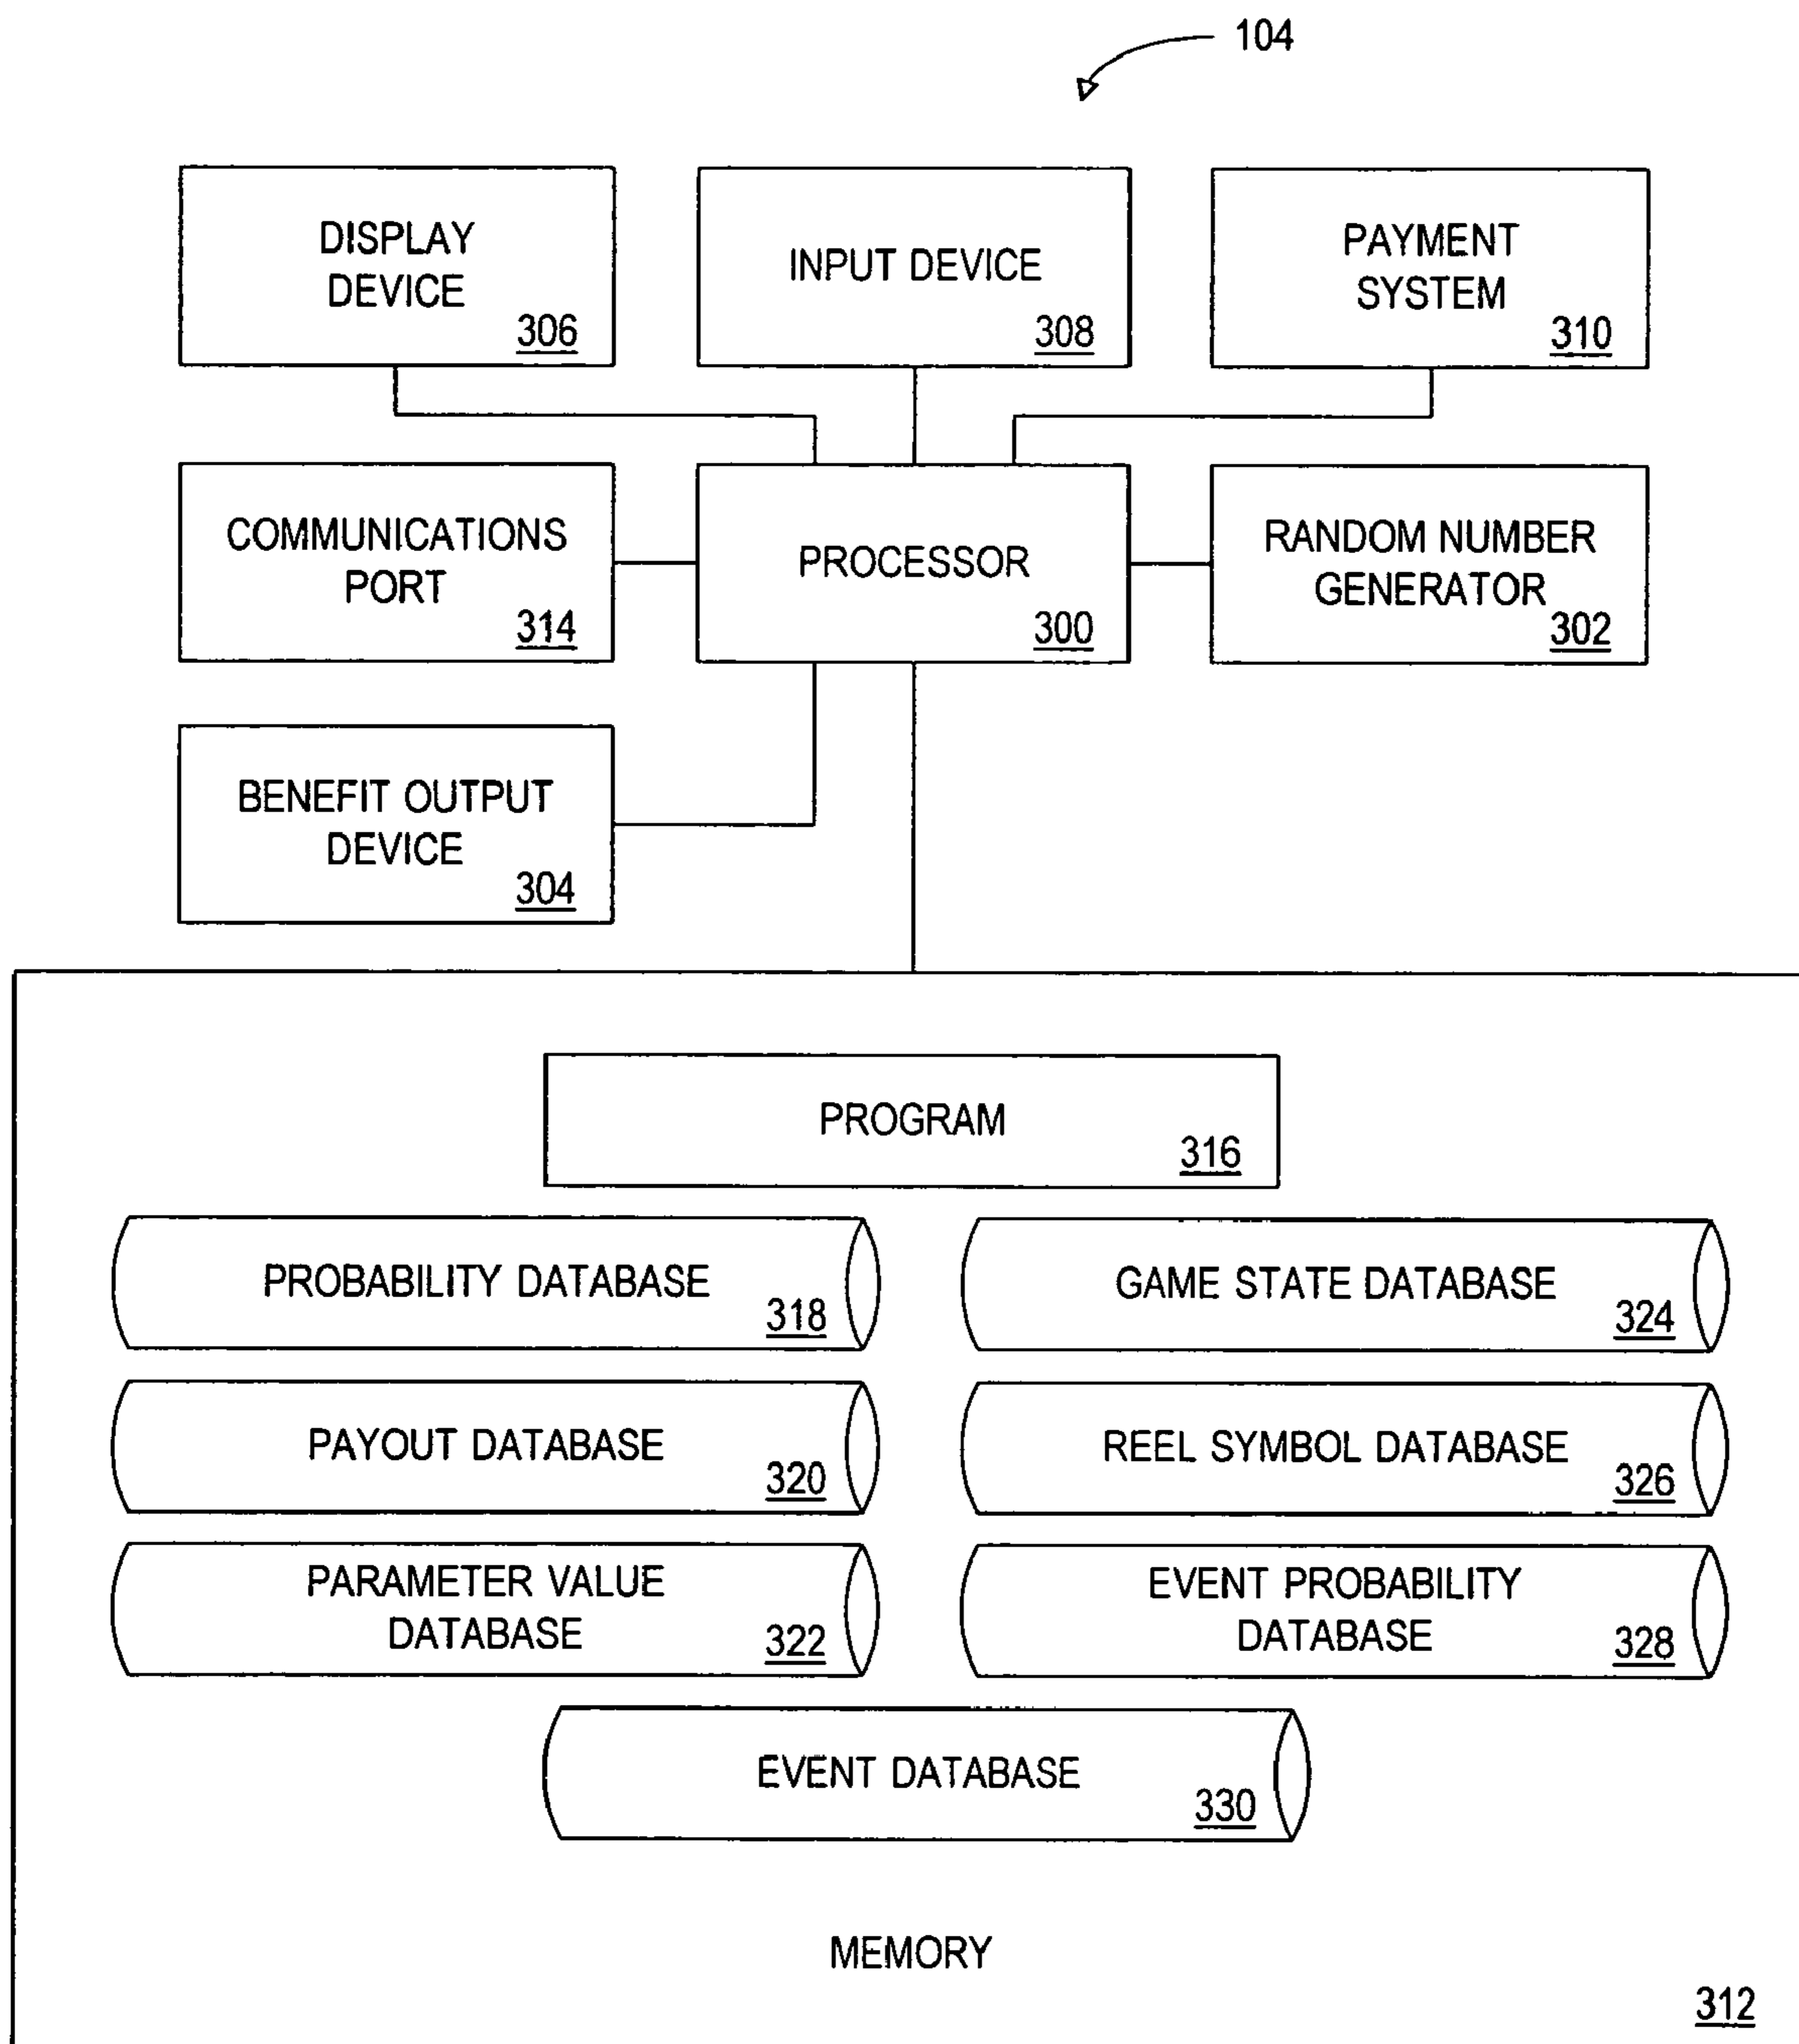 104
DISPLAY
DEVICE
306
INPUT DEVICE
308
PAYMENT
SYSTEM
310
COMMUNICATIONS
PORT
314
PROCESSOR
300
RANDOM NUMBER
GENERATOR
302
BENEFIT OUTPUT
DEVICE
304
PROGRAM
316
PROBABILITY DATABASE
318
GAME STATE DATABASE
324
PAYOUT DATABASE
320
REEL SYMBOL DATABASE
326
PARAMETER VALUE
DATABASE
322
EVENT PROBABILITY
DATABASE
328
EVENT DATABASE
330
MEMORY
312